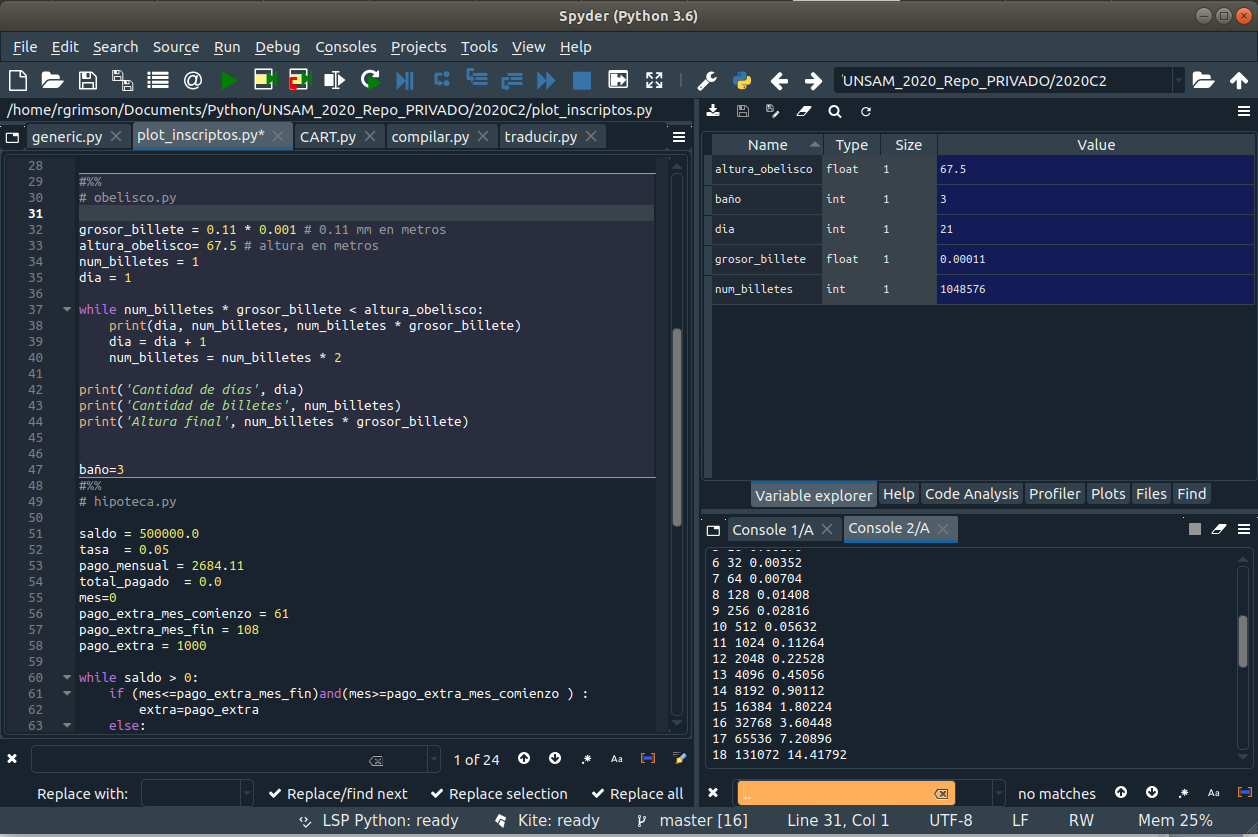 Spyder (Python 3.6)
File Edit Search Source Run Debug Consoles Projects Tools View Help
'UNSAM_2020_Repo_PRIVADO/2020C2
/home/rgrimson/Documents/Python/UNSAM_2020_Repo_PRIVADO/2020C2/plot_inscriptos.py
generic.py plot_inscriptos.py* CART.py compilar.py traducir.py
28
29 #%%
30 # obelisco.py
31
32 grosor_billete = 0.11 * 0.001 # 0.11 mm en metros
33 altura_obelisco= 67.5 # altura en metros
34 num_billetes = 1
35 dia = 1
36
37 while num_billetes * grosor_billete < altura_obelisco:
38 print(dia, num_billetes, num_billetes * grosor_billete)
39 dia = dia + 1
40 num_billetes = num_billetes * 2
41
42 print('Cantidad de días', dia)
43 print('Cantidad de billetes', num_billetes)
44 print('Altura final', num_billetes * grosor_billete)
45
46
47 baño=3
48 #%%
49 # hipoteca.py
50
51 saldo = 500000.0
52 tasa = 0.05
53 pago_mensual = 2684.11
54 total_pagado = 0.0
55 mes=0
56 pago_extra_mes_comienzo = 61
57 pago_extra_mes_fin = 108
58 pago_extra = 1000
59
60 while saldo > 0:
61 if (mes<=pago_extra_mes_fin)and(mes>=pago_extra_mes_comienzo ) :
62 extra=pago_extra
63 else:
1 of 24 Aa
Replace with: Replace/find next Replace selection Replace all
Name Type Size Value
altura_obelisco float 1 67.5
baño int 1 3
dia int 1 21
grosor_billete float 1 0.00011
num_billetes int 1 1048576
Variable explorer Help Code Analysis Profiler Plots Files Find
Console 1/A Console 2/A
6 32 0.00352
7 64 0.00704
8 128 0.01408
9 256 0.02816
10 512 0.05632
11 1024 0.11264
12 2048 0.22528
13 4096 0.45056
14 8192 0.90112
15 16384 1.80224
16 32768 3.60448
17 65536 7.20896
18 131072 14.41792
.. no matches Aa
LSP Python: ready Kite: ready master [16] Line 31, Col 1 UTF-8 LF RW Mem 25%